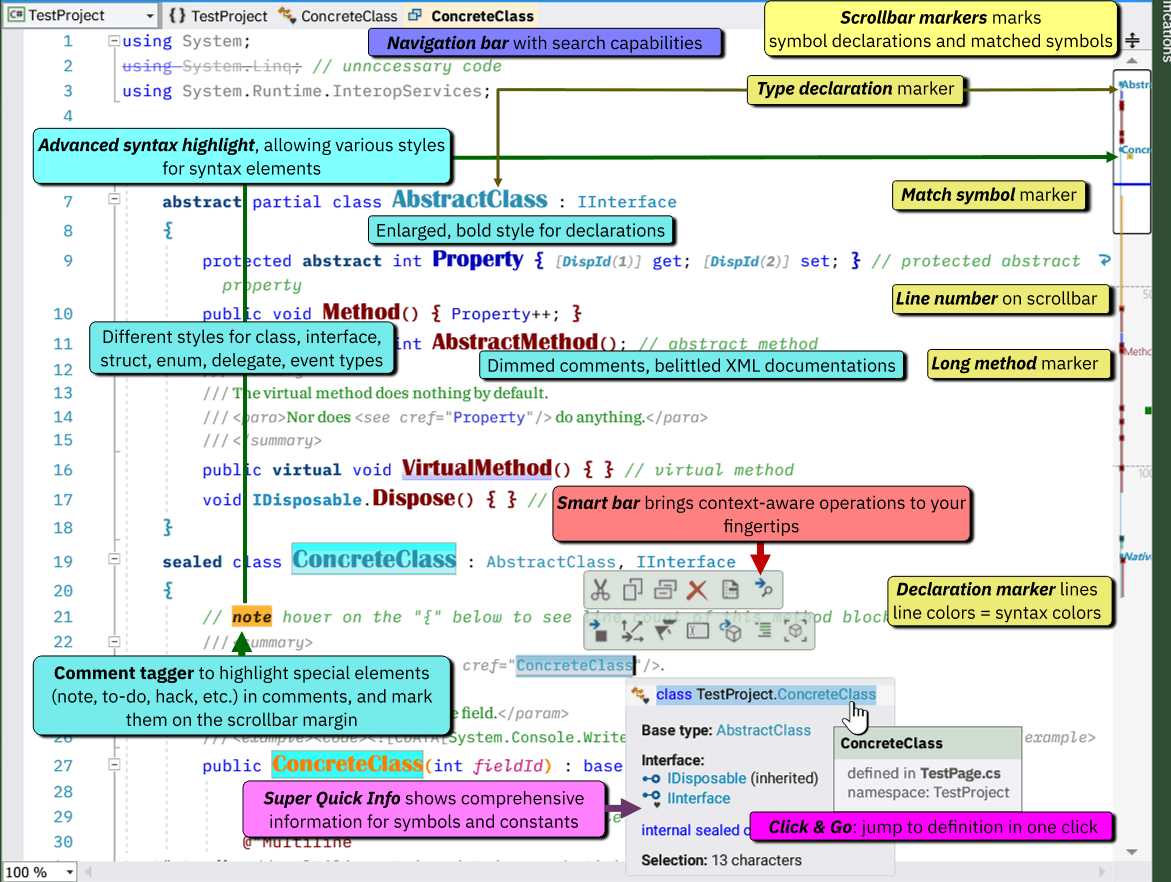 TestProject
{} TestProject
ConcreteClass
ConcreteClass
Navigation bar with search capabilities
Scrollbar markers marks
symbol declarations and matched symbols
1 using System;
2 using System.Linq; // unnccessary code
3 using System.Runtime.InteropServices;
Type declaration marker
Abstra
4
Advanced syntax highlight, allowing various styles
for syntax elements
Concr
7 abstract partial class AbstractClass : IInterface
Match symbol marker
8 {
Enlarged, bold style for declarations
9 protected abstract int Property { [DispId(1)] get; [DispId(2)] set; } // protected abstract
property
Line number on scrollbar
50
10 public void Method() { Property++; }
Different styles for class, interface,
struct, enum, delegate, event types
11 int AbstractMethod(); // abstract method
Metho
Dimmed comments, belittled XML documentations
Long method marker
12
13 /// The virtual method does nothing by default.
14 /// <para>Nor does <see cref="Property"/> do anything.</para>
15 /// </summary>
16 public virtual void VirtualMethod() { } // virtual method
100
17 void IDisposable.Dispose() { } //
Smart bar brings context-aware operations to your
fingertips
18 }
19 sealed class ConcreteClass : AbstractClass, IInterface
Nativ
20 {
Declaration marker lines
line colors = syntax colors
21 // note hover on the "{" below to see line count of this method block
22 /// <summary>
Comment tagger to highlight special elements
(note, to-do, hack, etc.) in comments, and mark
them on the scrollbar margin
cref="ConcreteClass"/>.
class TestProject.ConcreteClass
e field.</param>
Base type: AbstractClass
26 /// <example><code><![CDATA[System.Console.Write
example>
ConcreteClass
defined in TestPage.cs
namespace: TestProject
Interface:
IDisposable (inherited)
IInterface
27 public ConcreteClass(int fieldId) : base
28
Super Quick Info shows comprehensive
information for symbols and constants
29
internal sealed c
Click & Go: jump to definition in one click
30 @"Multiline
Selection: 13 characters
100 %